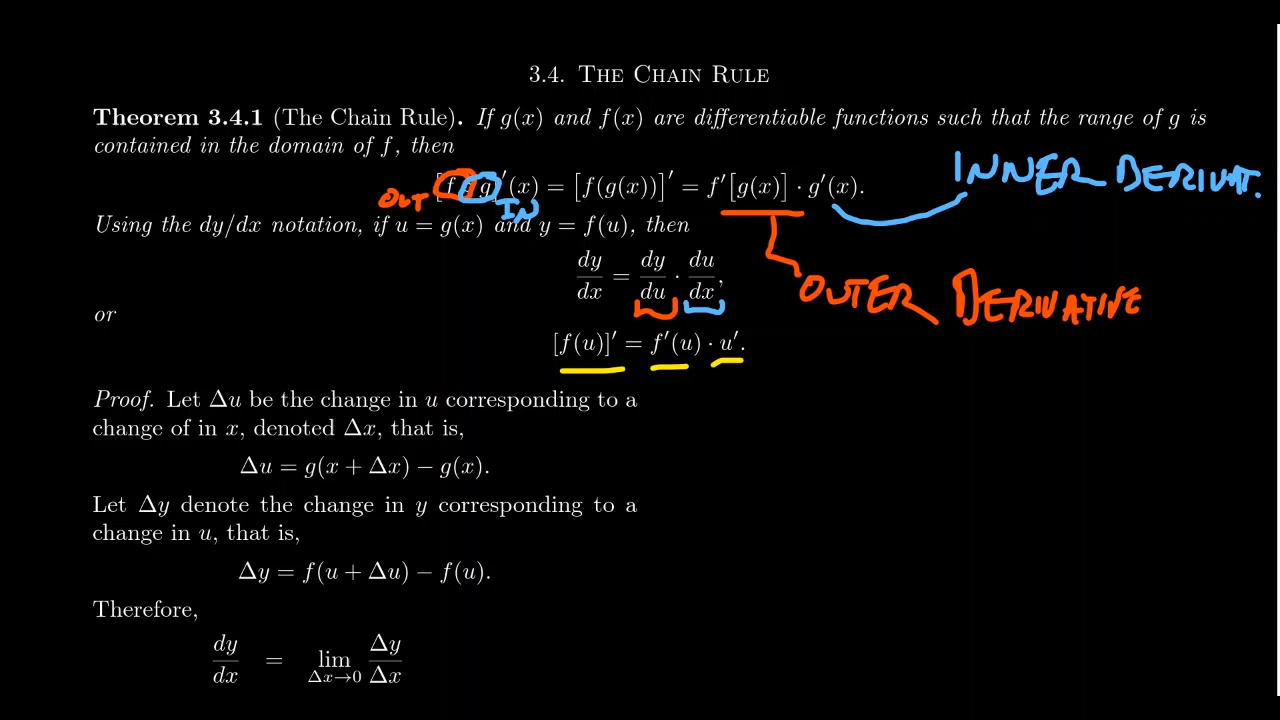 3.4. The Chain Rule
Theorem 3.4.1 (The Chain Rule). If g(x) and f(x) are differentiable functions such that the range of g is
contained in the domain of f, then
[f ∘ g]′(x) = [f(g(x))]′ = f′[g(x)] · g′(x).
INNER DERIVAT.
OUT
IN
Using the dy/dx notation, if u = g(x) and y = f(u), then
dy/dx = dy/du · du/dx,
OUTER DERIVATIVE
or
[f(u)]′ = f′(u) · u′.
Proof. Let Δu be the change in u corresponding to a
change of in x, denoted Δx, that is,
Δu = g(x + Δx) − g(x).
Let Δy denote the change in y corresponding to a
change in u, that is,
Δy = f(u + Δu) − f(u).
Therefore,
dy/dx = lim Δx→0 Δy/Δx